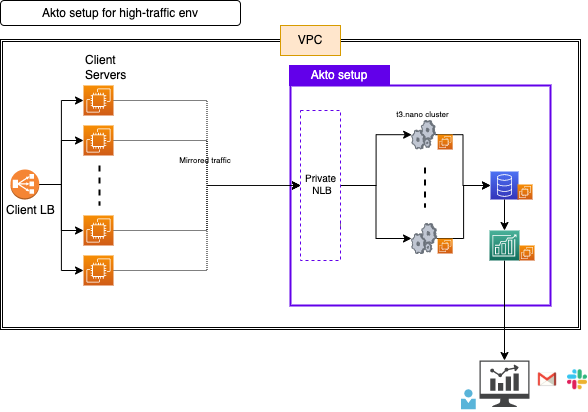 Akto setup for high-traffic env
VPC
Client
Servers
Akto setup
t3.nano cluster
Mirrored traffic
Private
NLB
Client LB